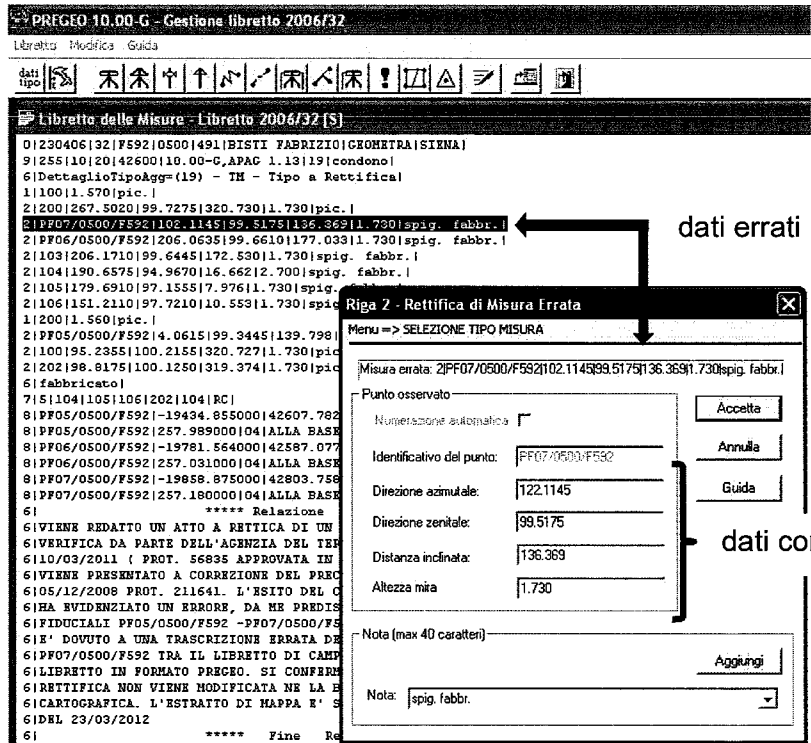 PREGEO 10.00-G - Gestione libretto 2006/32
Libretto Modifica Guida
dati tipo
Libretto delle Misure - Libretto 2006/32 [S]
0|230406|32|F592|0500|491|BISTI FABRIZIO|GEOMETRA|SIENA|
9|255|10|20|42600|10.00-G,APAG 1.13|19|condono|
6|DettaglioTipoAgg=(19) - TM - Tipo a Rettifica|
1|100|1.570|pic.|
2|200|267.5020|99.7275|320.730|1.730|pic.|
2|PF07/0500/F592|102.1145|99.5175|136.369|1.730|spig. fabbr.|
dati errati
2|PF06/0500/F592|206.0635|99.6610|177.033|1.730|spig. fabbr.|
2|103|206.1710|99.6445|172.530|1.730|spig. fabbr.|
2|104|190.6575|94.9670|16.662|2.700|spig. fabbr.|
2|105|179.6910|97.1555|7.976|1.730|spig.
2|106|151.2110|97.7210|10.553|1.730|spig
1|200|1.560|pic.|
2|PF05/0500/F592|4.0615|99.3445|139.798|
2|100|95.2355|100.2155|320.727|1.730|pic
2|202|98.8175|100.1250|319.374|1.730|pic
6|fabbricato|
7|5|104|105|106|202|104|RC|
8|PF05/0500/F592|-19434.855000|42607.782
8|PF05/0500/F592|257.989000|04|ALLA BASE
8|PF06/0500/F592|-19781.564000|42587.077
8|PF06/0500/F592|257.031000|04|ALLA BASE
8|PF07/0500/F592|-19858.875000|42803.758
8|PF07/0500/F592|257.180000|04|ALLA BASE
6| ***** Relazione
6|VIENE REDATTO UN ATTO A RETTICA DI UN
6|VERIFICA DA PARTE DELL'AGENZIA DEL TER
6|10/03/2011 ( PROT. 56835 APPROVATA IN
6|VIENE PRESENTATO A CORREZIONE DEL PREC
6|05/12/2008 PROT. 211641. L'ESITO DEL C
6|HA EVIDENZIATO UN ERRORE, DA ME PREDIS
6|FIDUCIALI PF05/0500/F592 -PF07/0500/F5
6|E' DOVUTO A UNA TRASCRIZIONE ERRATA DE
6|PF07/0500/F592 TRA IL LIBRETTO DI CAMP
6|LIBRETTO IN FORMATO PREGEO. SI CONFERM
6|RETTIFICA NON VIENE MODIFICATA NE LA B
6|CARTOGRAFICA. L'ESTRATTO DI MAPPA E' S
6|DEL 23/03/2012
6| ***** Fine Re
Riga 2 - Rettifica di Misura Errata
Menu => SELEZIONE TIPO MISURA
Misura errata: 2|PF07/0500/F592|102.1145|99.5175|136.369|1.730|spig. fabbr.|
Punto osservato
Numerazione automatica
Identificativo del punto: PF07/0500/F592
Direzione azimutale: 122.1145
Direzione zenitale: 99.5175
Distanza inclinata: 136.369
Altezza mira 1.730
Accetta
Annulla
Guida
dati co
Nota (max 40 caratteri)
Aggiungi
Nota: spig. fabbr.